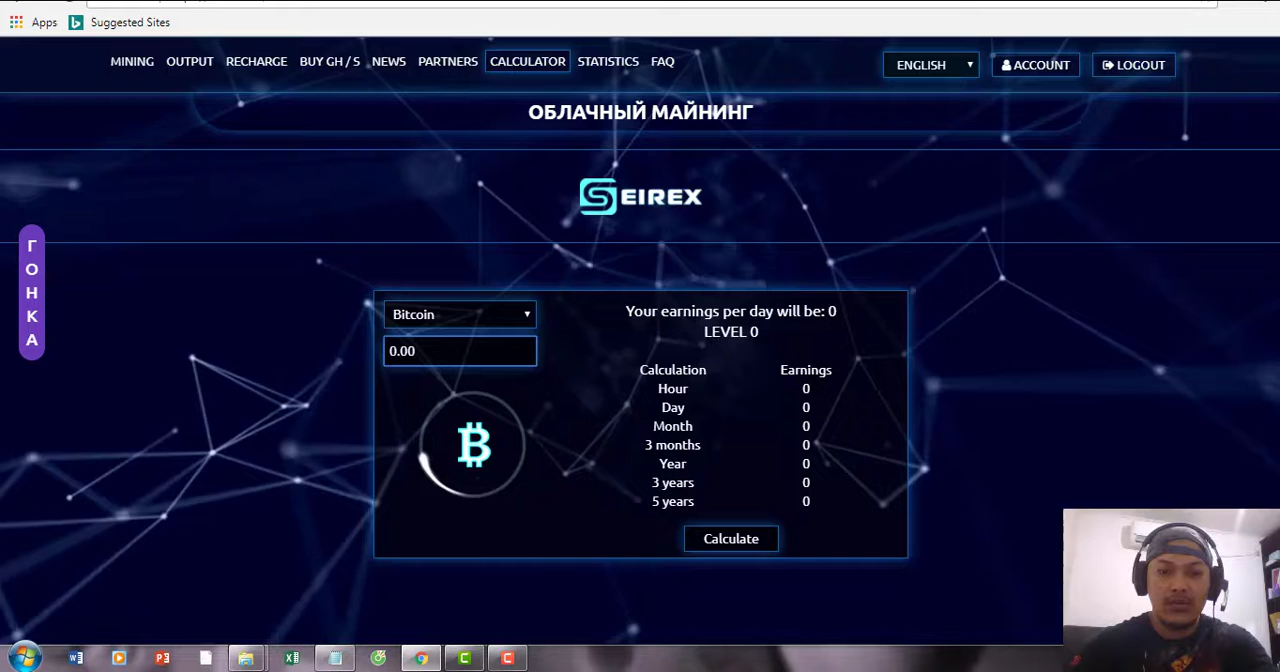 Apps Suggested Sites
MINING OUTPUT RECHARGE BUY GH / S NEWS PARTNERS CALCULATOR STATISTICS FAQ ENGLISH ACCOUNT LOGOUT
ОБЛАЧНЫЙ МАЙНИНГ
SEIREX
ГОНКА
Bitcoin
0.00
Your earnings per day will be: 0
LEVEL 0
Calculation Earnings
Hour 0
Day 0
Month 0
3 months 0
Year 0
3 years 0
5 years 0
Calculate